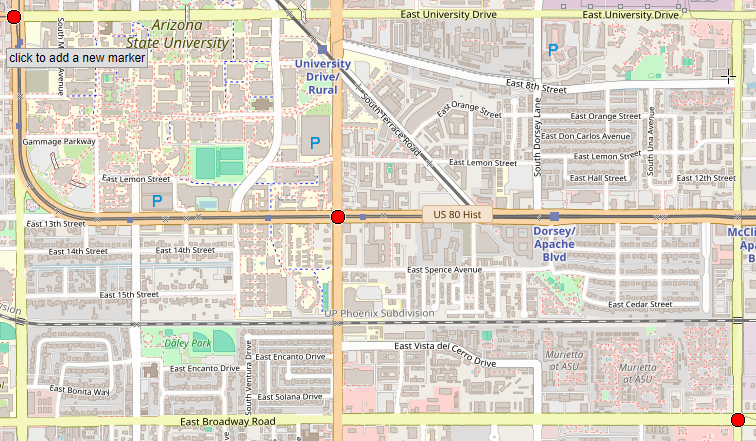 East University Drive
East University Drive
Arizona
State University
click to add a new marker
South M
Avenue
University
Drive/
Rural
P
East 8th Street
South Terrace Road
East Orange Street
South Dorsey Lane
East Orange Street
South Una Avenue
East Don Carlos Avenue
Gammage Parkway
P
East Lemon Street
East Lemon Street
East Lemon Street
East Hall Street
East 12th Street
P
US 80 Hist
East 13th Street
Dorsey/
Apache
Blvd
McCli
Ap
B
East 14th Street
East 14th Street
East Spence Avenue
East 15th Street
East Cedar Street
sion
UP Phoenix Subdivision
Daley Park
East Vista del Cerro Drive
East Encanto Drive
Murietta
at ASU
Murietta
at ASU
East Encanto Drive
South Ventura Drive
East Bonita Way
East Solana Drive
East Broadway Road